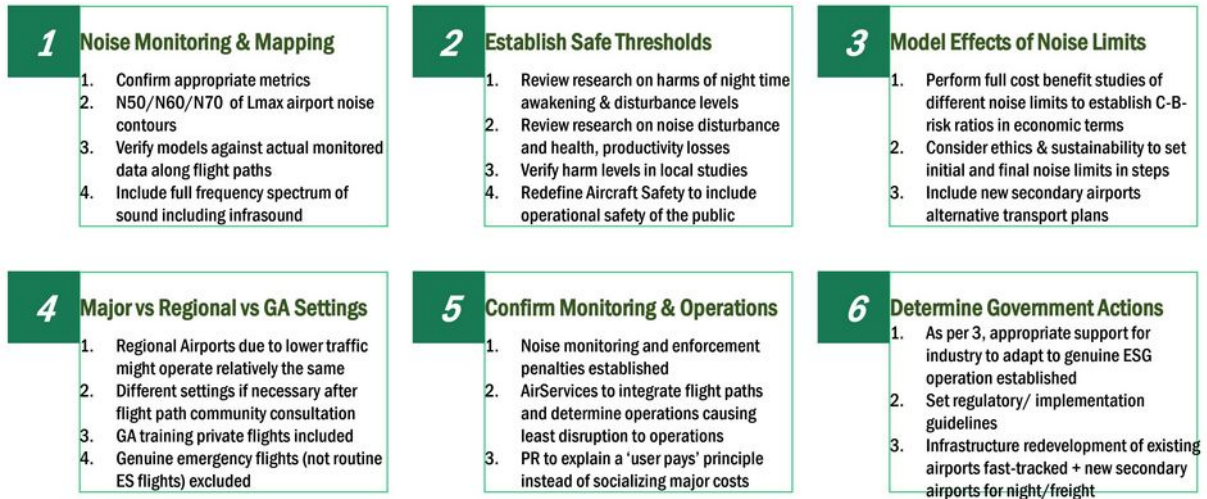 1
Noise Monitoring & Mapping
1. Confirm appropriate metrics
2. N50/N60/N70 of Lmax airport noise
contours
3. Verify models against actual monitored
data along flight paths
4. Include full frequency spectrum of
sound including infrasound
2
Establish Safe Thresholds
1. Review research on harms of night time
awakening & disturbance levels
2. Review research on noise disturbance
and health, productivity losses
3. Verify harm levels in local studies
4. Redefine Aircraft Safety to include
operational safety of the public
3
Model Effects of Noise Limits
1. Perform full cost benefit studies of
different noise limits to establish C-B-
risk ratios in economic terms
2. Consider ethics & sustainability to set
initial and final noise limits in steps
3. Include new secondary airports
alternative transport plans
4
Major vs Regional vs GA Settings
1. Regional Airports due to lower traffic
might operate relatively the same
2. Different settings if necessary after
flight path community consultation
3. GA training private flights included
4. Genuine emergency flights (not routine
ES flights) excluded
5
Confirm Monitoring & Operations
1. Noise monitoring and enforcement
penalties established
2. AirServices to integrate flight paths
and determine operations causing
least disruption to operations
3. PR to explain a ‘user pays’ principle
instead of socializing major costs
6
Determine Government Actions
1. As per 3, appropriate support for
industry to adapt to genuine ESG
operation established
2. Set regulatory/ implementation
guidelines
3. Infrastructure redevelopment of existing
airports fast-tracked + new secondary
airports for night/freight